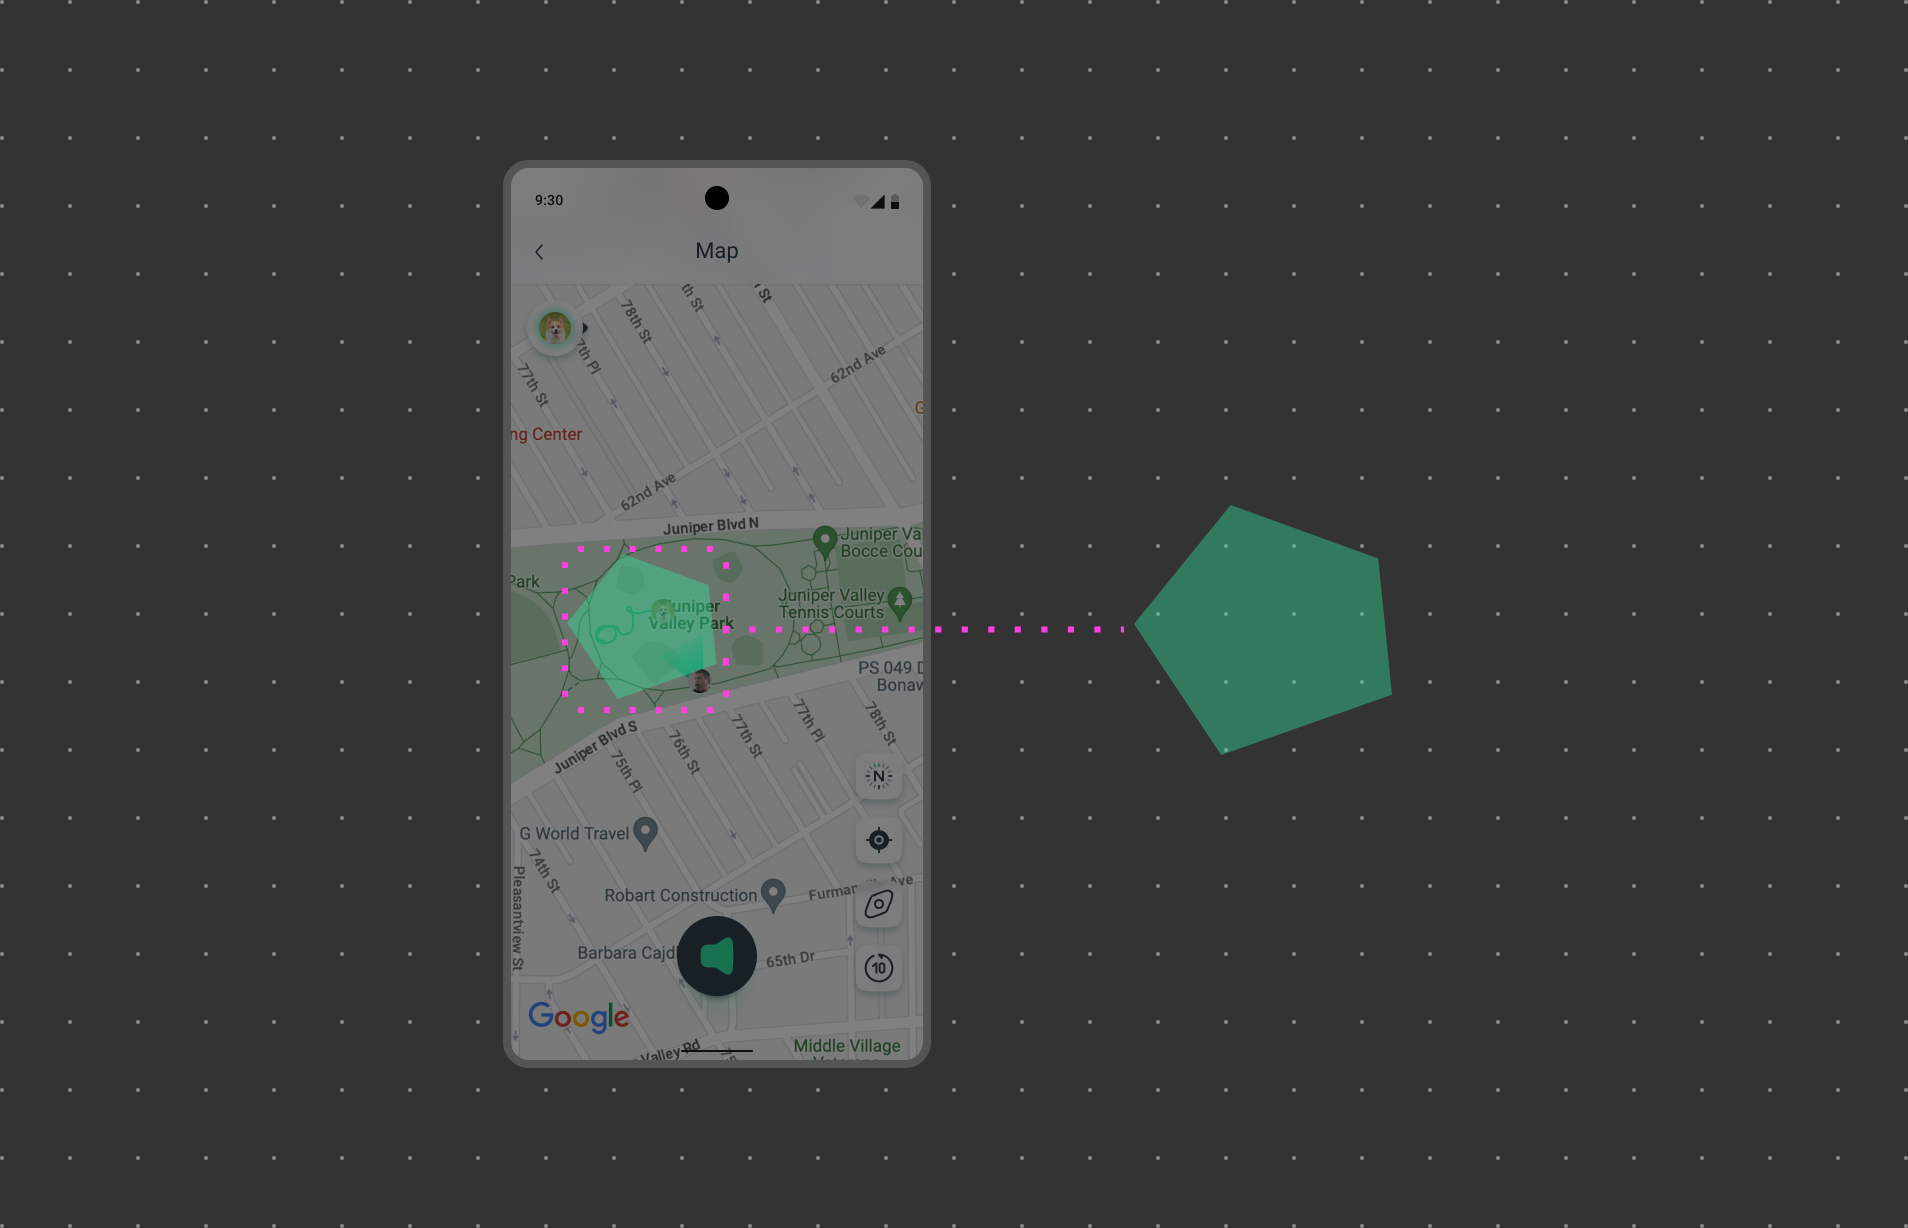 9:30
Map
th St
St
78th St
7th Pl
77th St
62nd Ave
G
ng Center
62nd Ave
Juniper Blvd N
Juniper Va
Bocce Cou
Park
Juniper
Valley Park
Juniper Valley
Tennis Courts
PS 049 D
Bonaw
Juniper Blvd S
75th Pl
76th St
77th St
77th Pl
78th St
N
G World Travel
74th St
Pleasantview St
Robart Construction
Furman
Ave
Barbara Cajd
65th Dr
10
Google
Valley Rd
Middle Village